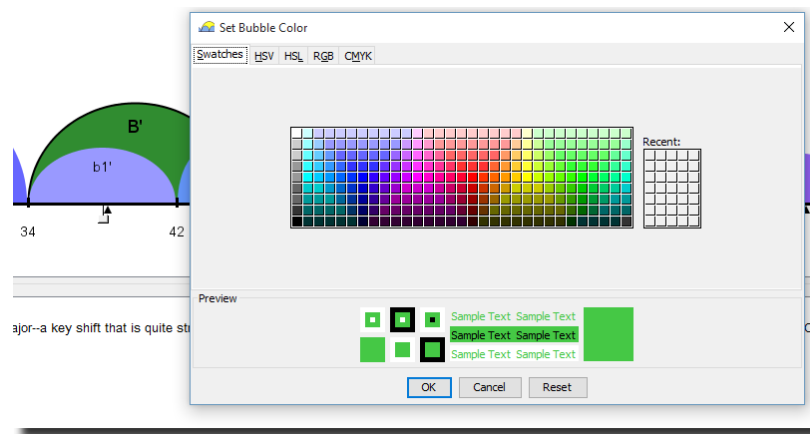 Set Bubble Color
Swatches HSV HSL RGB CMYK
B'
b1'
Recent:
34
42
Preview
Sample Text Sample Text
Sample Text Sample Text
Sample Text Sample Text
ajor--a key shift that is quite
OK Cancel Reset